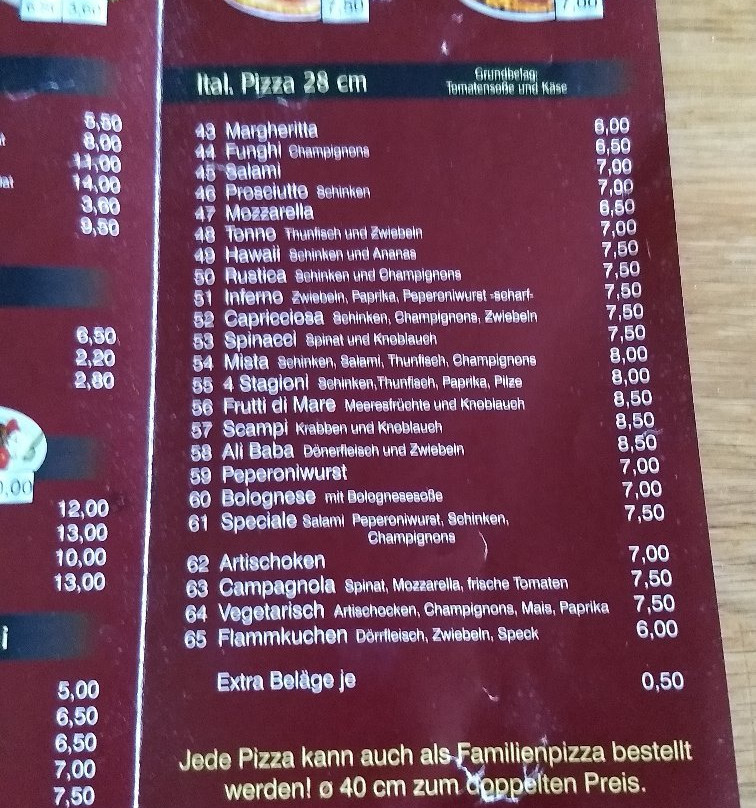 7,50
7,00
5,50
8,00
11,00
14,00
3,60
9,50
6,50
2,20
2,80
12,00
13,00
10,00
13,00
5,00
6,50
6,50
7,00
7,50
Ital. Pizza 28 cm
Grundbelag:
Tomatensoße und Käse
43 Margheritta 6,00
44 Funghi Champignons 6,50
45 Salami 7,00
46 Prosciutto Schinken 7,00
47 Mozzarella 6,50
48 Tonno Thunfisch und Zwiebeln 7,00
49 Hawaii Schinken und Ananas 7,50
50 Rustica Schinken und Champignons 7,50
51 Inferno Zwiebeln, Paprika, Peperoniwurst -scharf- 7,50
52 Capricciosa Schinken, Champignons, Zwiebeln 7,50
53 Spinacci Spinat und Knoblauch 7,50
54 Mista Schinken, Salami, Thunfisch, Champignons 8,00
55 4 Stagioni Schinken,Thunfisch, Paprika, Pilze 8,00
56 Frutti di Mare Meeresfrüchte und Knoblauch 8,50
57 Scampi Krabben und Knoblauch 8,50
58 Ali Baba Dönerfleisch und Zwiebeln 8,50
59 Peperoniwurst 7,00
60 Bolognese mit Bolognesesoße 7,00
61 Speciale Salami Peperoniwurst, Schinken, 7,50
Champignons
62 Artischoken 7,00
63 Campagnola Spinat, Mozzarella, frische Tomaten 7,50
64 Vegetarisch Artischocken, Champignons, Mais, Paprika 7,50
65 Flammkuchen Dörrfleisch, Zwiebeln, Speck 6,00
Extra Beläge je 0,50
Jede Pizza kann auch als Familienpizza bestellt
werden! ø 40 cm zum doppelten Preis.